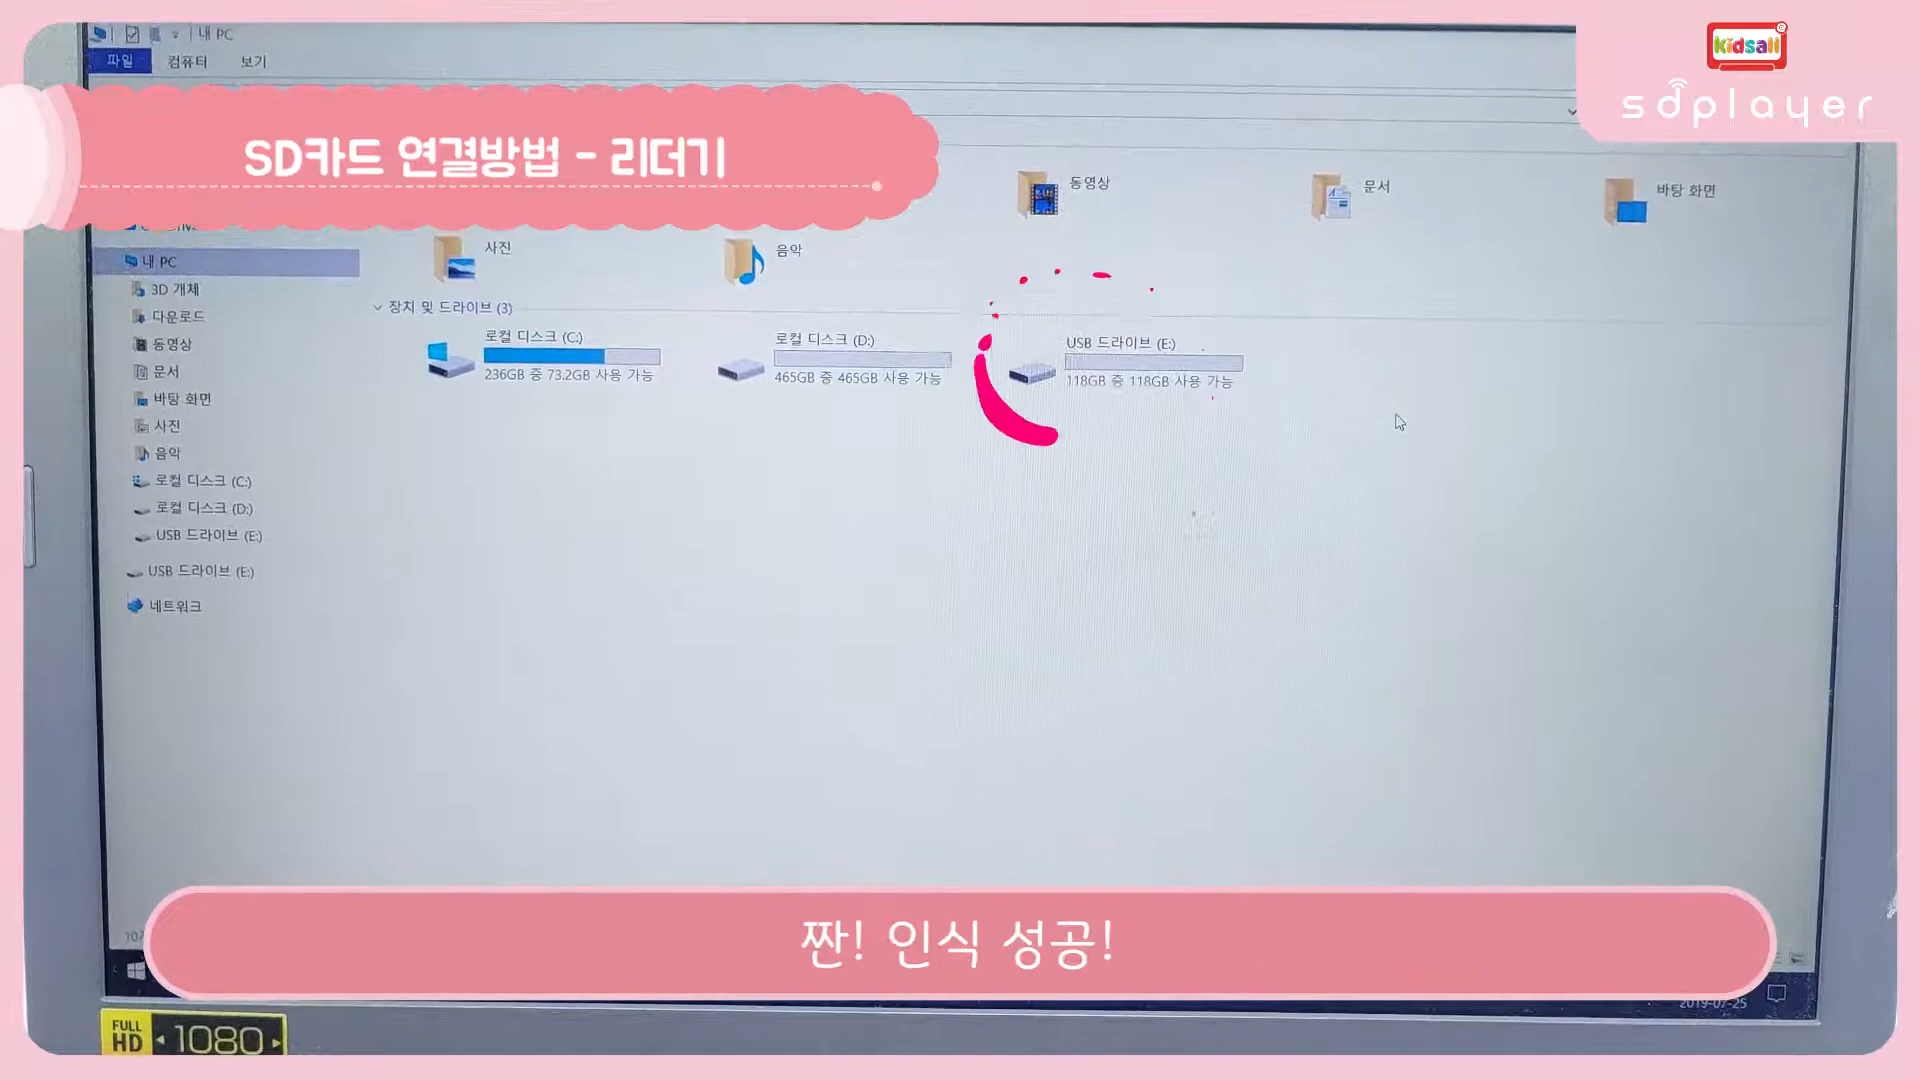 내 PC
파일 컴퓨터 보기
kidsall
sdplayer
SD카드 연결방법 - 리더기
동영상
문서
바탕 화면
사진
음악
내 PC
3D 개체
다운로드
동영상
문서
바탕 화면
사진
음악
로컬 디스크 (C:)
로컬 디스크 (D:)
USB 드라이브 (E:)
USB 드라이브 (E:)
네트워크
장치 및 드라이브 (3)
로컬 디스크 (C:)
236GB 중 73.2GB 사용 가능
로컬 디스크 (D:)
465GB 중 465GB 사용 가능
USB 드라이브 (E:)
118GB 중 118GB 사용 가능
짠! 인식 성공!
2019-07-25
FULL HD 1080